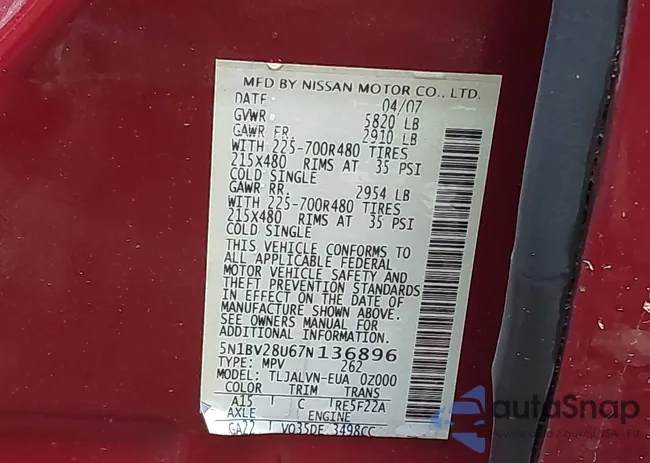 MFD BY NISSAN MOTOR CO., LTD.
DATE: 04/07
GVWR 5820 LB
GAWR FR. 2910 LB
WITH 225-700R480 TIRES
215X480 RIMS AT 35 PSI
COLD SINGLE
GAWR RR. 2954 LB
WITH 225-700R480 TIRES
215X480 RIMS AT 35 PSI
COLD SINGLE
THIS VEHICLE CONFORMS TO
ALL APPLICABLE FEDERAL
MOTOR VEHICLE SAFETY AND
THEFT PREVENTION STANDARDS
IN EFFECT ON THE DATE OF
MANUFACTURE SHOWN ABOVE.
SEE OWNERS MANUAL FOR
ADDITIONAL INFORMATION.
5N1BV28U67N136896
TYPE: MPV 262
MODEL: TLJALVN-EUA 0Z000
COLOR TRIM TRANS
A15 C RE5F22A
AXLE ENGINE
GA22 VQ35DE 3498CC
autoSnap